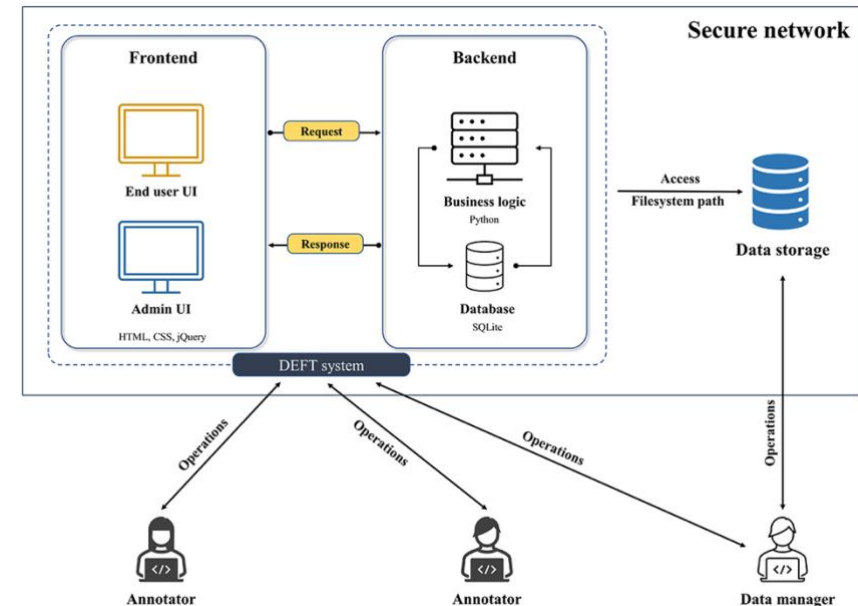 Secure network
Frontend
Backend
Request
End user UI
Business logic
Python
Access
Filesystem path
Response
Data storage
Admin UI
Database
SQLite
HTML, CSS, jQuery
DEFT system
Operations
Operations
Operations
Operations
</>
</>
</>
Annotator
Annotator
Data manager